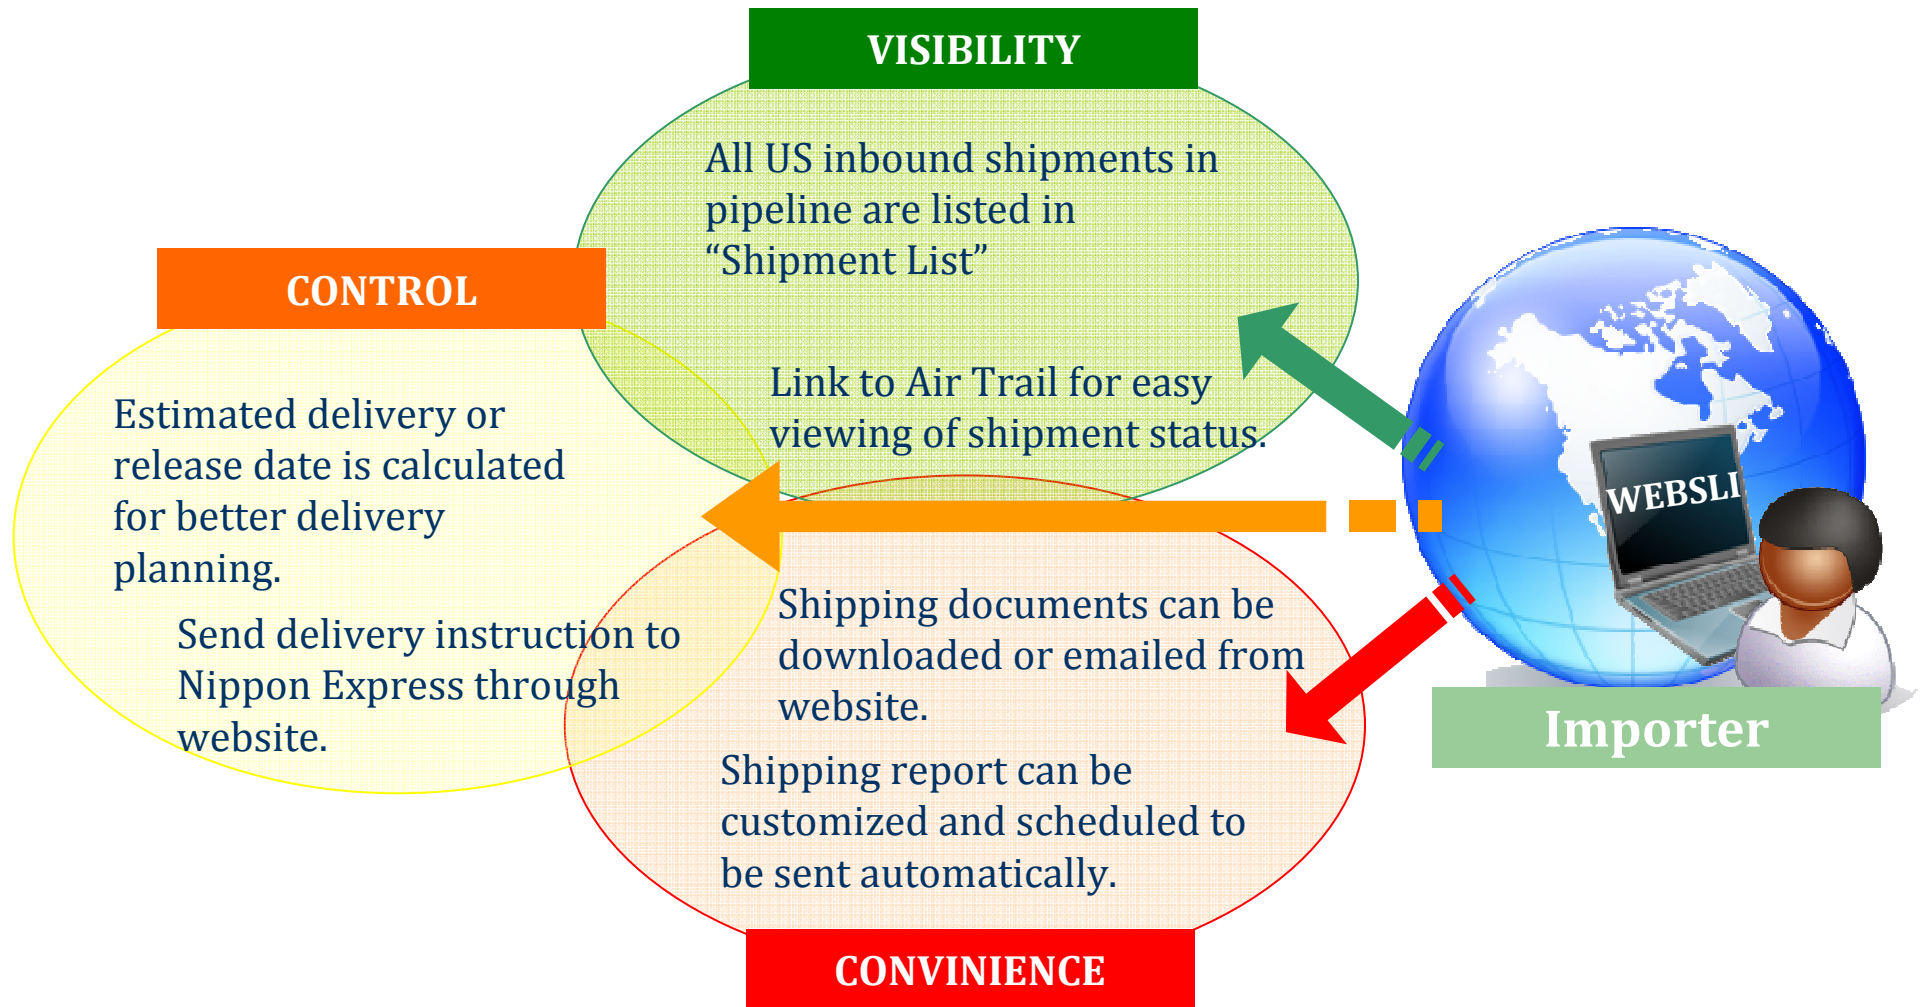 VISIBILITY
All US inbound shipments in
pipeline are listed in
“Shipment List”
Link to Air Trail for easy
viewing of shipment status.
CONTROL
Estimated delivery or
release date is calculated
for better delivery
planning.
Send delivery instruction to
Nippon Express through
website.
Shipping documents can be
downloaded or emailed from
website.
Shipping report can be
customized and scheduled to
be sent automatically.
CONVINIENCE
WEBSLI
Importer